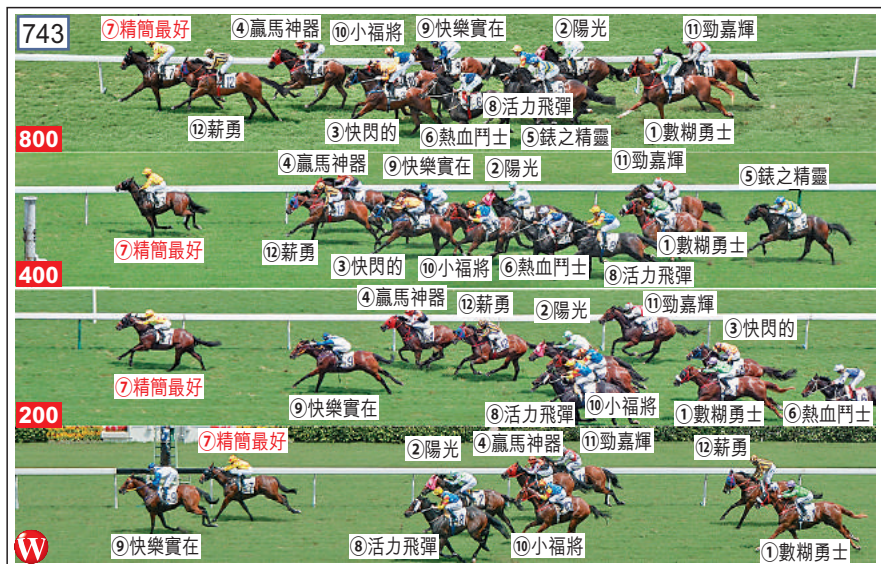 743
⑦精簡最好
④贏馬神器
⑩小福將
⑨快樂實在
②陽光
⑪勁嘉輝
⑧活力飛彈
⑫薪勇
③快閃的
⑥熱血鬥士
⑤錶之精靈
①數糊勇士
800
④贏馬神器
⑨快樂實在
②陽光
⑪勁嘉輝
⑤錶之精靈
⑦精簡最好
⑫薪勇
③快閃的
⑩小福將
⑥熱血鬥士
⑧活力飛彈
①數糊勇士
400
④贏馬神器
⑫薪勇
②陽光
⑪勁嘉輝
③快閃的
⑦精簡最好
⑨快樂實在
⑧活力飛彈
⑩小福將
①數糊勇士
⑥熱血鬥士
200
⑦精簡最好
②陽光
④贏馬神器
⑪勁嘉輝
⑫薪勇
⑨快樂實在
⑧活力飛彈
⑩小福將
①數糊勇士
W